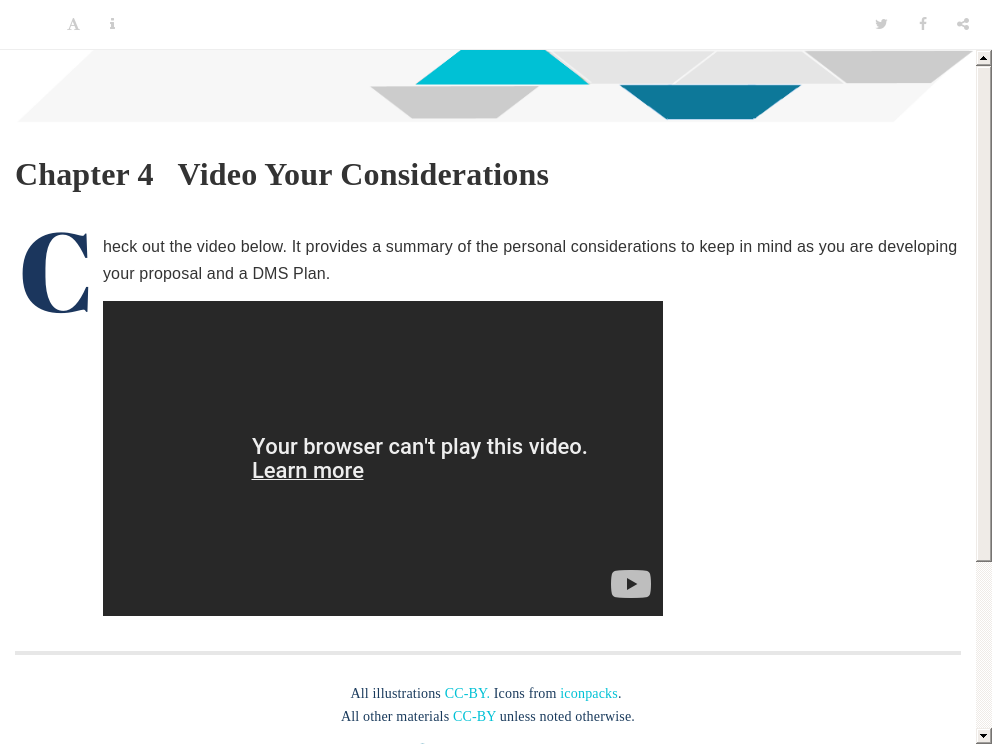 Chapter 4 Video Your Considerations
Check out the video below. It provides a summary of the personal considerations to keep in mind as you are developing
your proposal and a DMS Plan.
Your browser can't play this video.
Learn more
All illustrations CC-BY. Icons from iconpacks.
All other materials CC-BY unless noted otherwise.